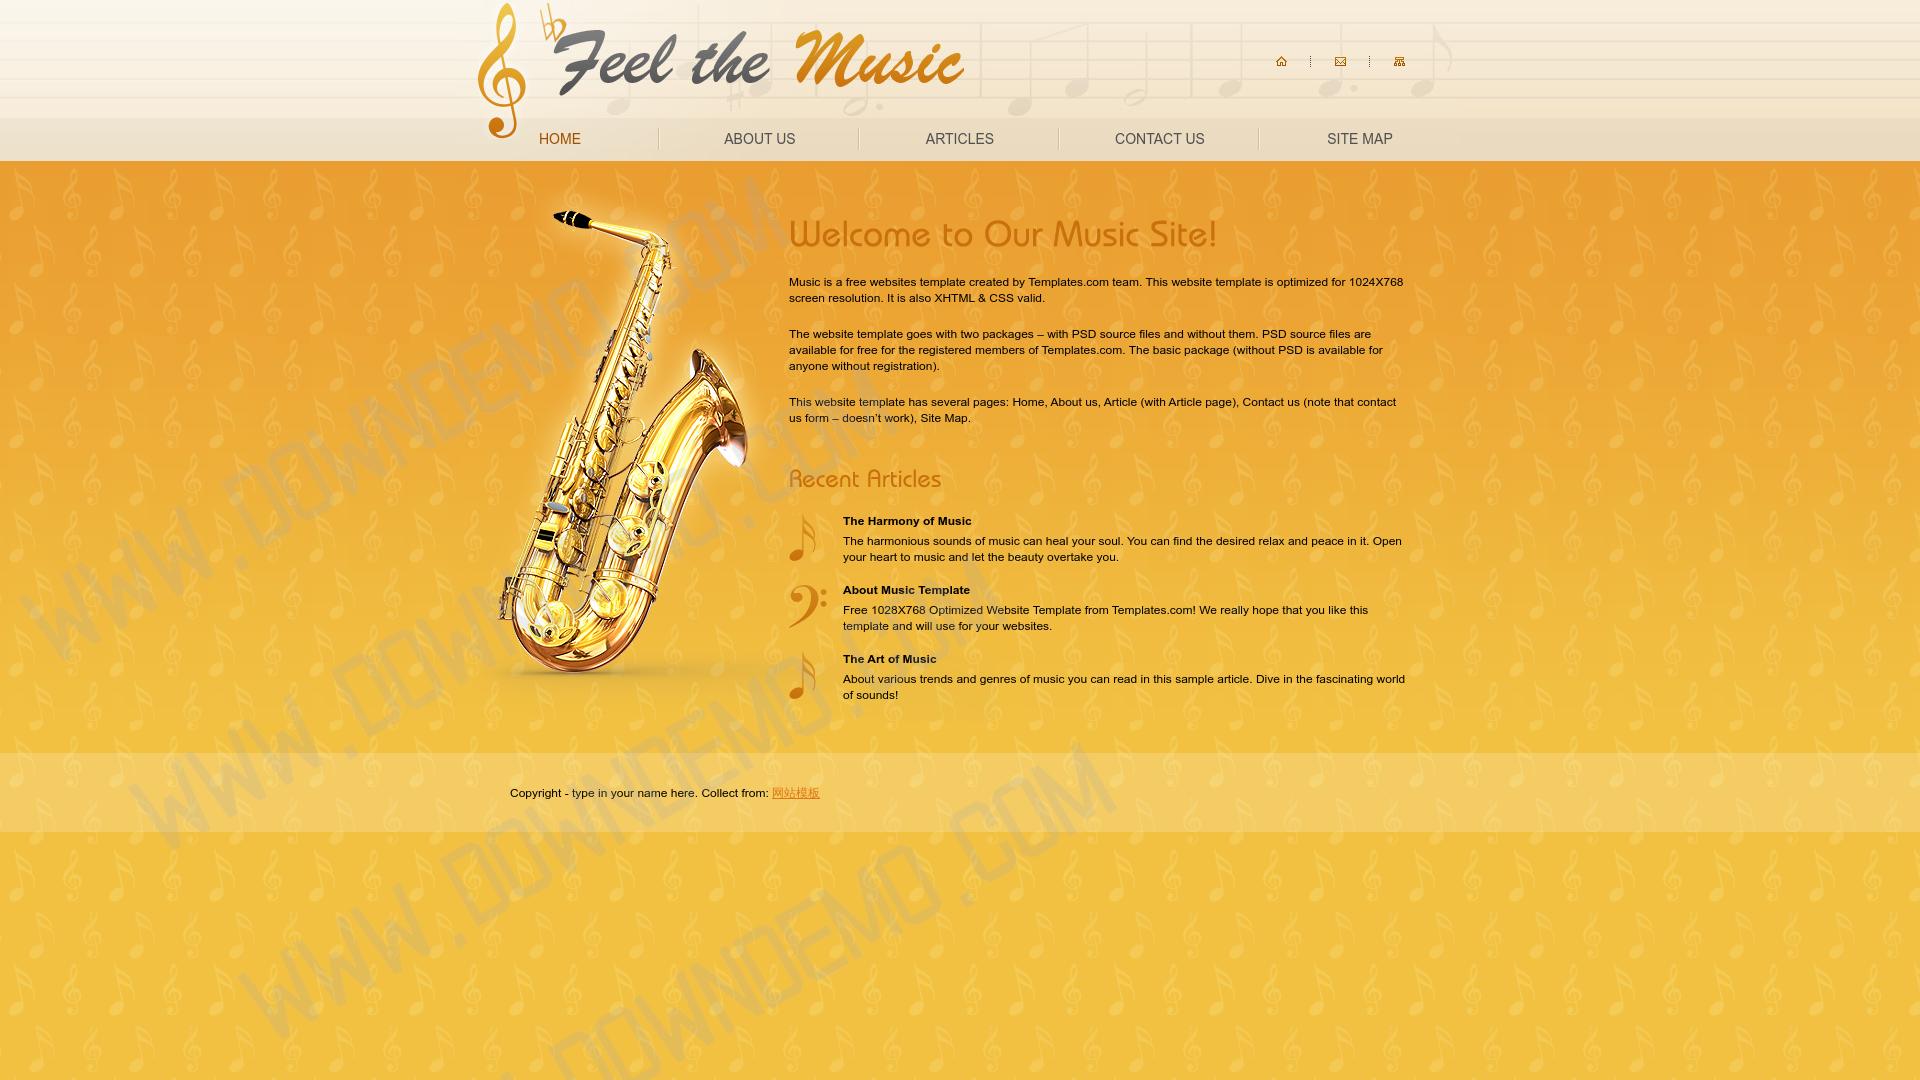 Feel the Music
HOME
ABOUT US
ARTICLES
CONTACT US
SITE MAP
Welcome to Our Music Site!
Music is a free websites template created by Templates.com team. This website template is optimized for 1024X768
screen resolution. It is also XHTML & CSS valid.
The website template goes with two packages – with PSD source files and without them. PSD source files are
available for free for the registered members of Templates.com. The basic package (without PSD is available for
anyone without registration).
This website template has several pages: Home, About us, Article (with Article page), Contact us (note that contact
us form – doesn't work), Site Map.
Recent Articles
The Harmony of Music
The harmonious sounds of music can heal your soul. You can find the desired relax and peace in it. Open
your heart to music and let the beauty overtake you.
About Music Template
Free 1028X768 Optimized Website Template from Templates.com! We really hope that you like this
template and will use for your websites.
The Art of Music
About various trends and genres of music you can read in this sample article. Dive in the fascinating world
of sounds!
Copyright - type in your name here. Collect from: 网站模板
WWW.DOWNDEMO.COM
WWW.DOWNDEMO.COM
WWW.DOWNDEMO.COM
WWW.DOWNDEMO.COM